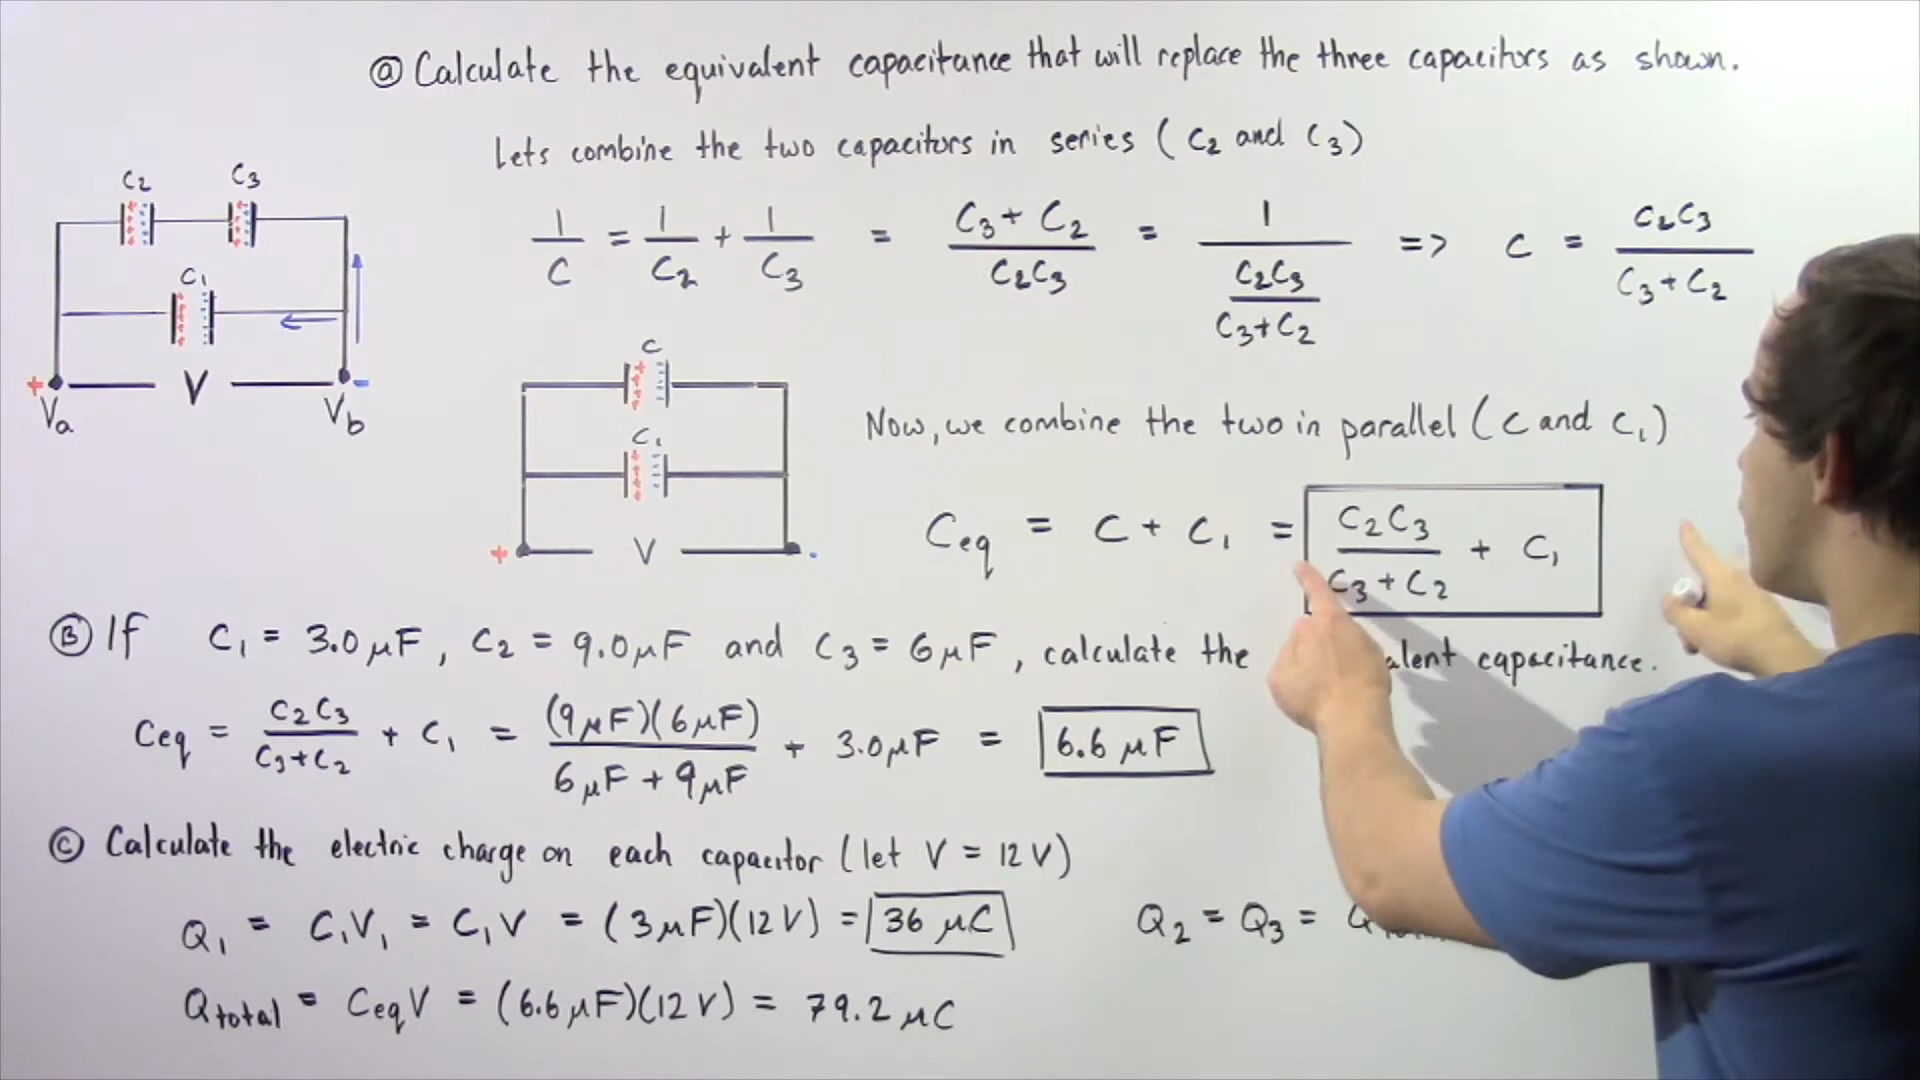 ⓐ Calculate the equivalent capacitance that will replace the three capacitors as shown.
Lets combine the two capacitors in series (C2 and C3)
1/C = 1/C2 + 1/C3 = (C3 + C2)/(C2C3) = 1/(C2C3/(C3+C2)) => C = C2C3/(C3+C2)
C2 C3
C1
+ V -
Va Vb
C
C1
+ V -
Now, we combine the two in parallel (C and C1)
Ceq = C + C1 = C2C3/(C3+C2) + C1
Ⓑ If C1 = 3.0μF, C2 = 9.0μF and C3 = 6μF, calculate the alent capacitance.
Ceq = C2C3/(C3+C2) + C1 = (9μF)(6μF)/(6μF + 9μF) + 3.0μF = 6.6 μF
Ⓒ Calculate the electric charge on each capacitor (let V = 12 V)
Q1 = C1V1 = C1V = (3μF)(12V) = 36 μC
Q2 = Q3 = Q
Qtotal = CeqV = (6.6μF)(12V) = 79.2 μC